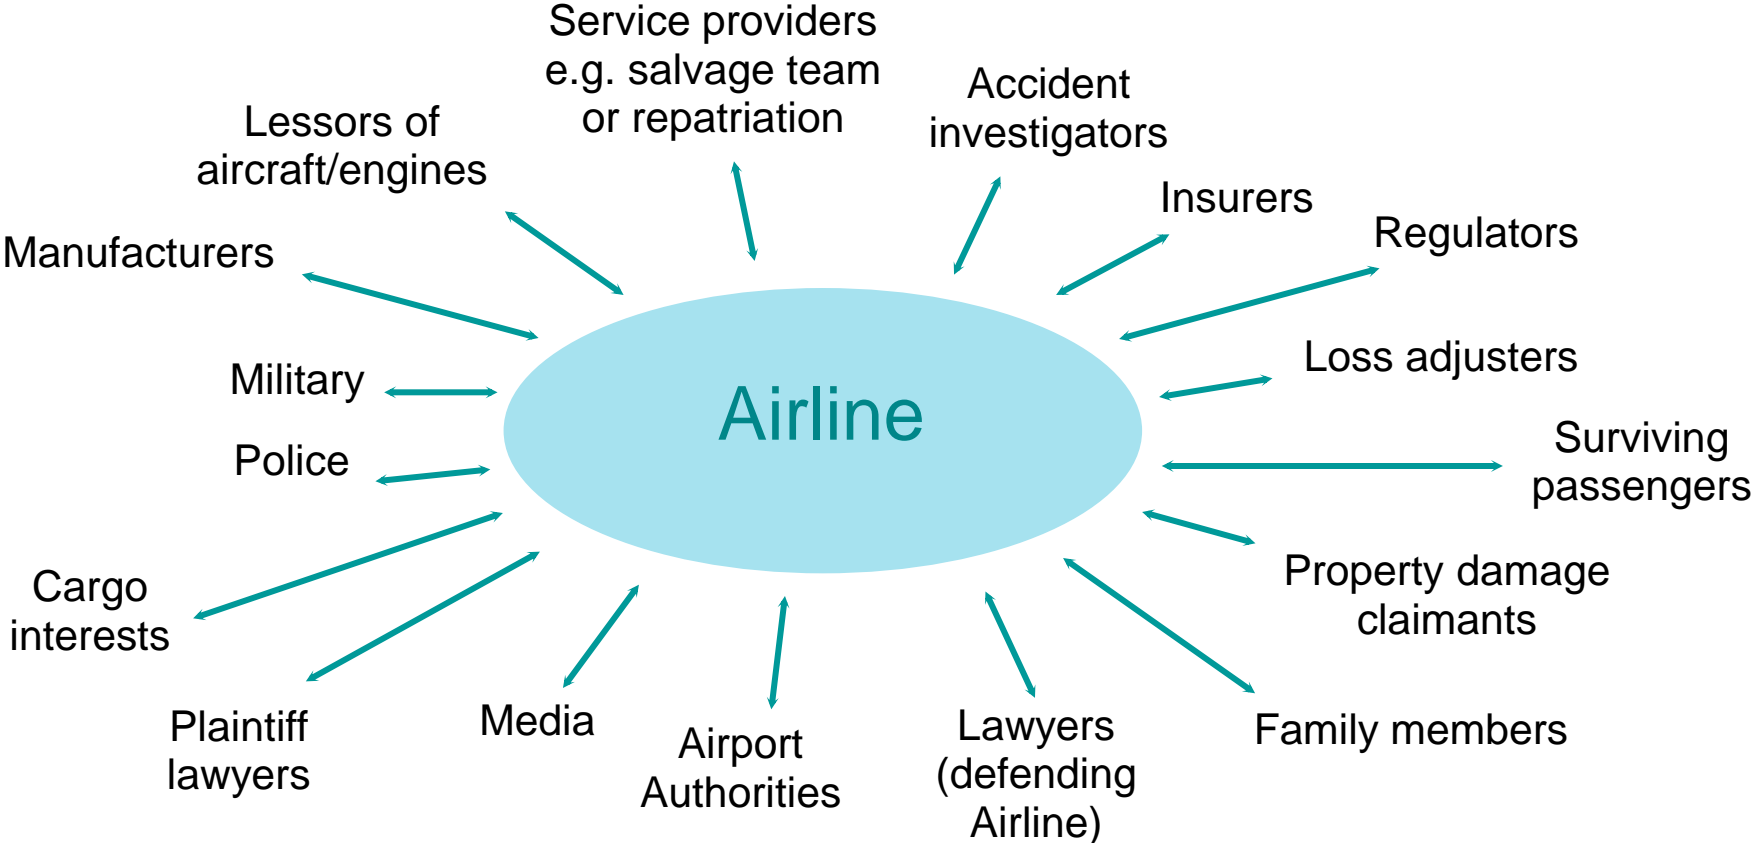 Service providers
e.g. salvage team
or repatriation
Accident
investigators
Lessors of
aircraft/engines
Insurers
Regulators
Manufacturers
Loss adjusters
Military
Airline
Surviving
passengers
Police
Property damage
claimants
Cargo
interests
Plaintiff
lawyers
Media
Airport
Authorities
Lawyers
(defending
Airline)
Family members